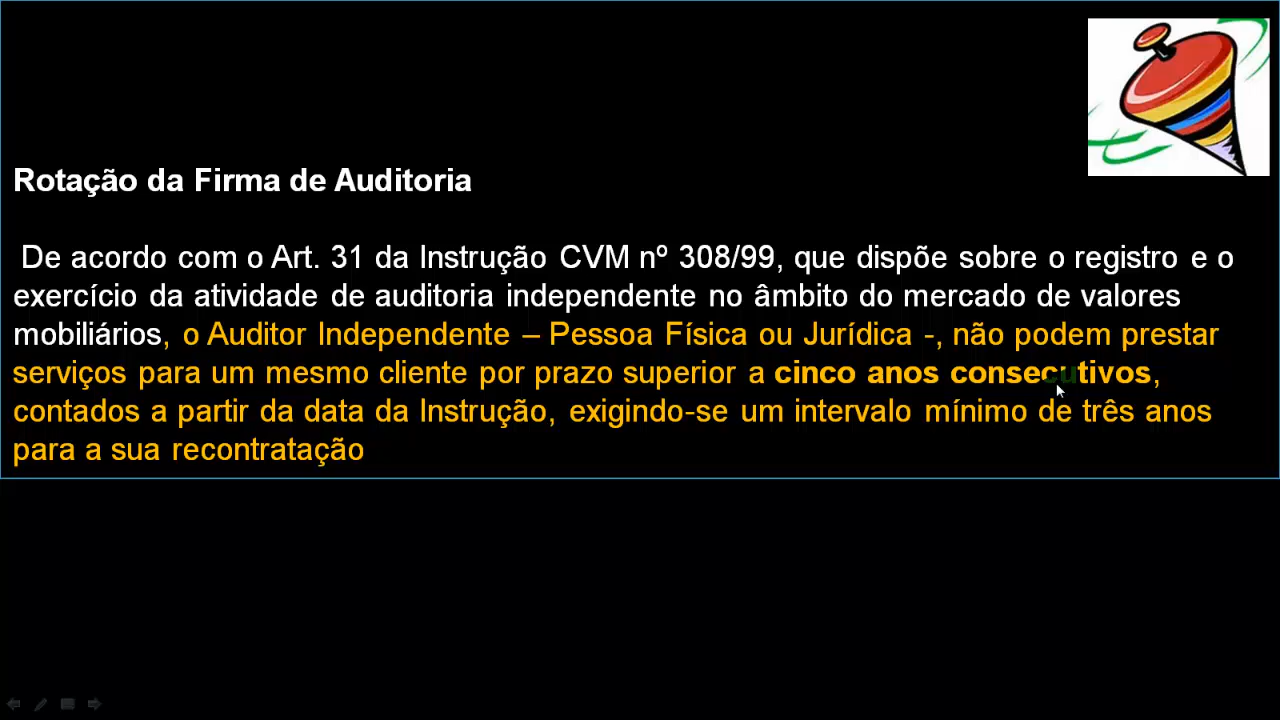 Rotação da Firma de Auditoria
De acordo com o Art. 31 da Instrução CVM nº 308/99, que dispõe sobre o registro e o
exercício da atividade de auditoria independente no âmbito do mercado de valores
mobiliários, o Auditor Independente – Pessoa Física ou Jurídica -, não podem prestar
serviços para um mesmo cliente por prazo superior a cinco anos consecutivos,
contados a partir da data da Instrução, exigindo-se um intervalo mínimo de três anos
para a sua recontratação